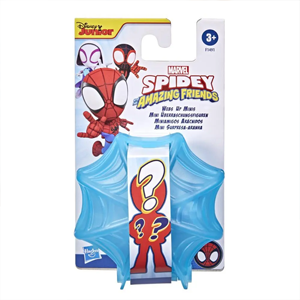 Disney Junior
3+
MARVEL
SPIDEY
AND HIS
AMAZING FRIENDS
WEBS UP MINIS
MINI ÜBERRASCHUNGSFIGUREN
MINIAMIGOS ARÁCNIDOS
MINI SURPRESA-ARANHA
?
? ?
Hasbro